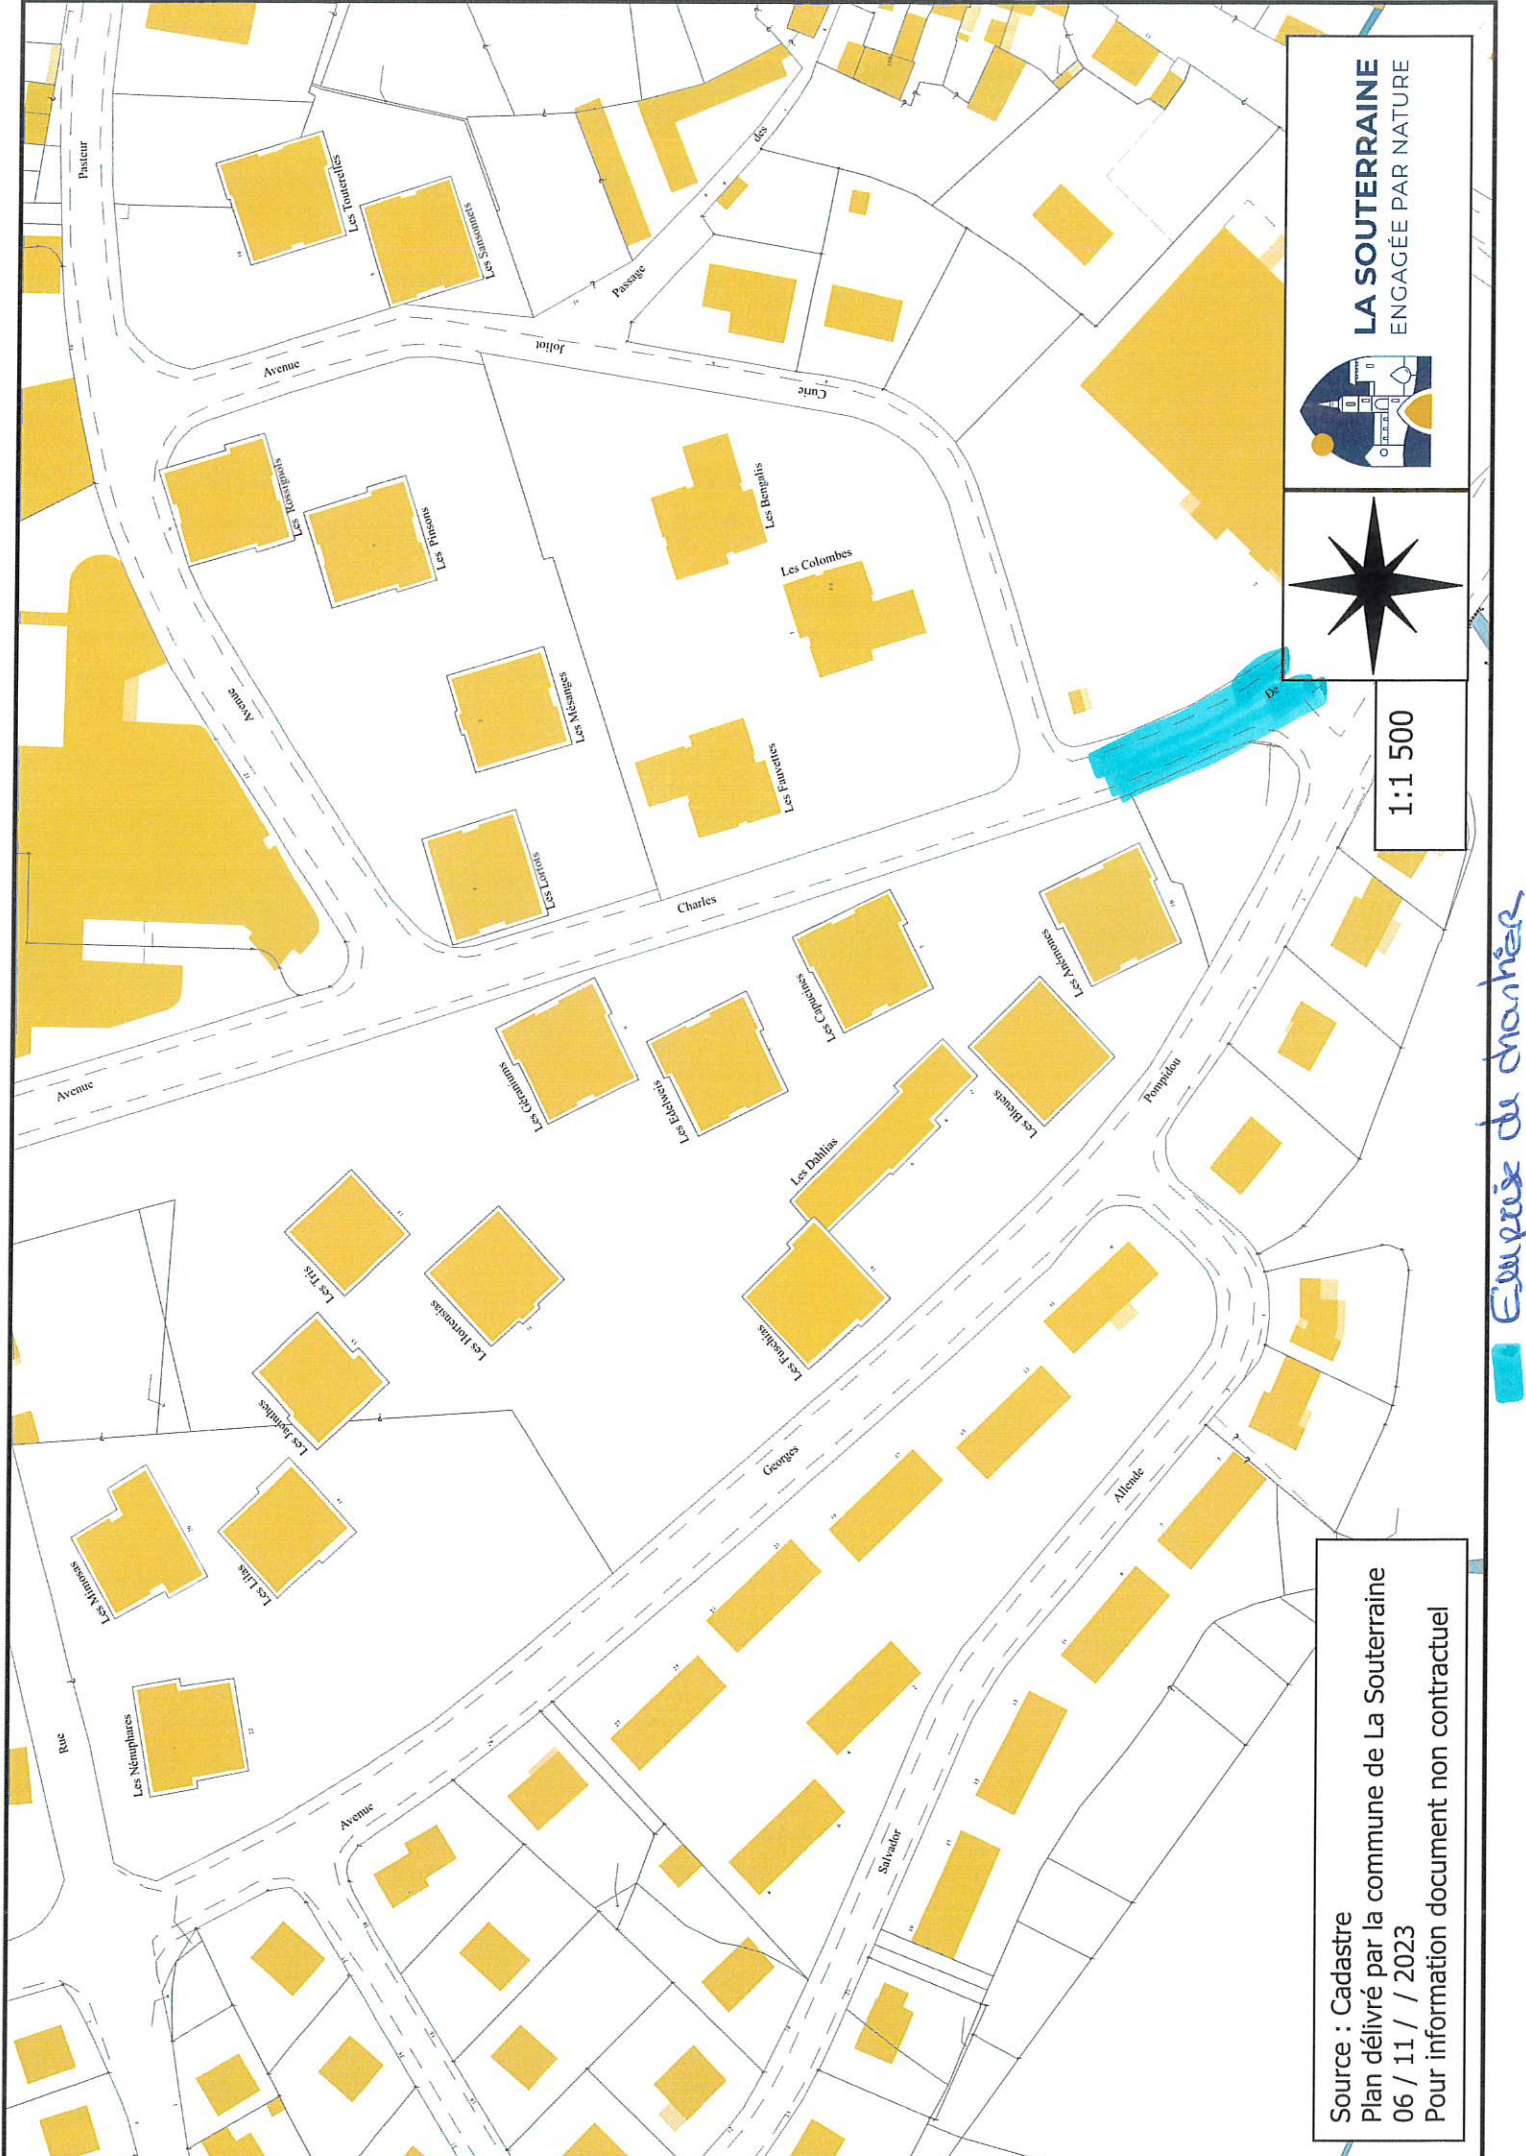 LA SOUTERRAINE
ENGAGÉE PAR NATURE
1:1 500
Emprise du chantier
Source : Cadastre
Plan délivré par la commune de La Souterraine
06 / 11 / / 2023
Pour information document non contractuel
Pasteur
Les Tourterelles
Les Sansonnets
des
Passage
Avenue
Joliot
Curie
Les Rossignols
Les Pinsons
Les Bengalis
Les Colombes
Avenue
Les Mésanges
Les Fauvettes
De
Les Loriots
Charles
Avenue
Les Géraniums
Les Edelweis
Les Capucines
Les Anémones
Les Dahlias
Les Bleuets
Pompidou
Les Iris
Les Hortensias
Les Fuschias
Les Jacinthes
Georges
Allende
Les Mimosas
Les Lilas
Rue
Les Nénuphares
Avenue
Salvador